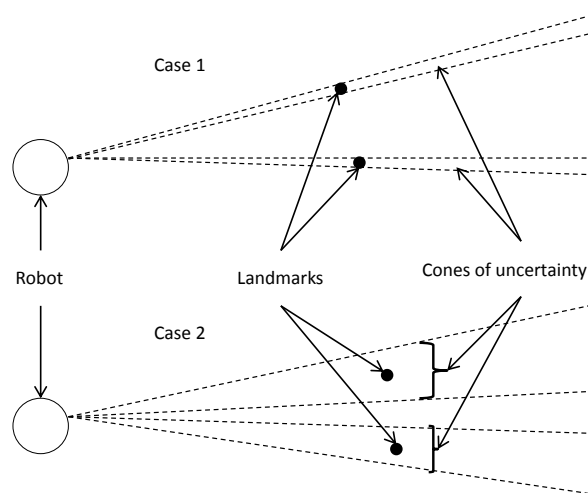 Case 1
Robot
Landmarks
Cones of uncertainty
Case 2